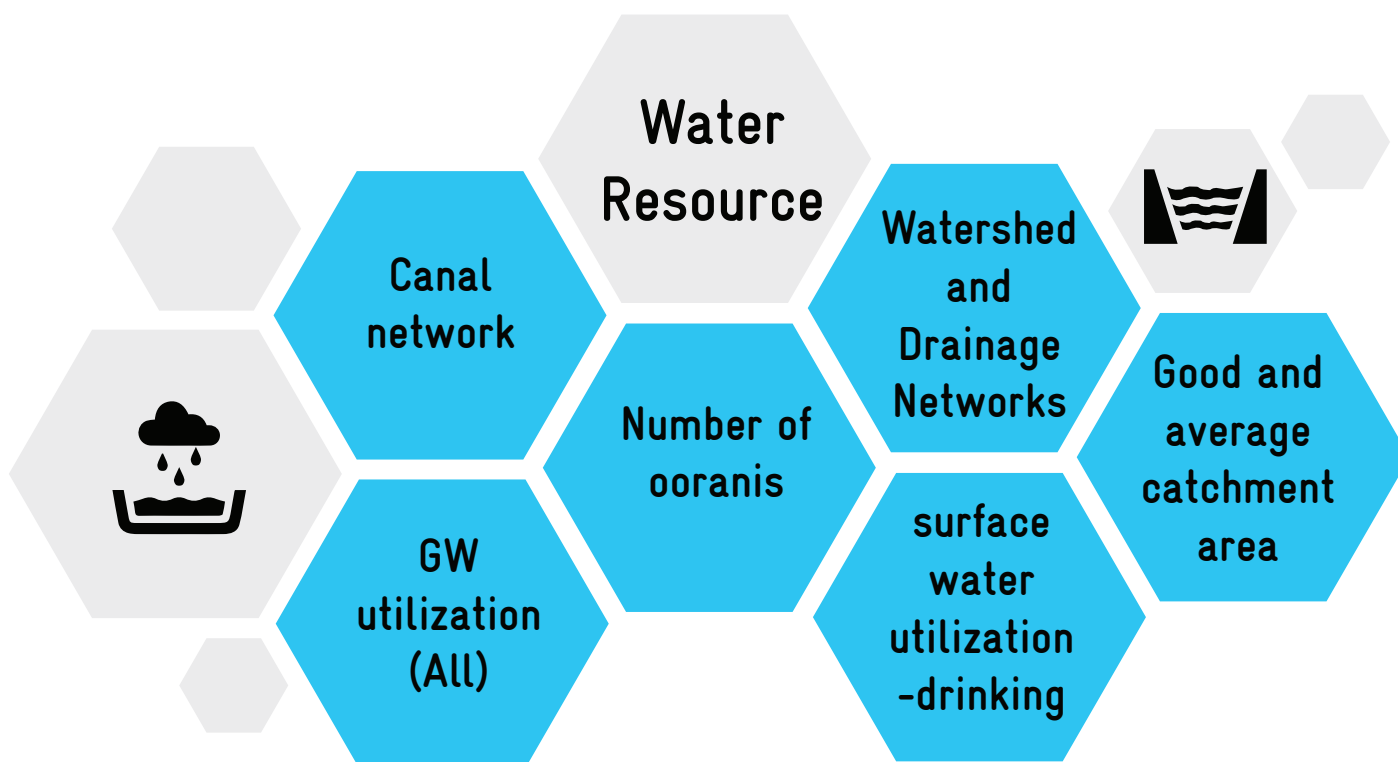 Water
Resource
Canal
network
Watershed
and
Drainage
Networks
Good and
average
catchment
area
Number of
ooranis
GW
utilization
(All)
surface
water
utilization
-drinking